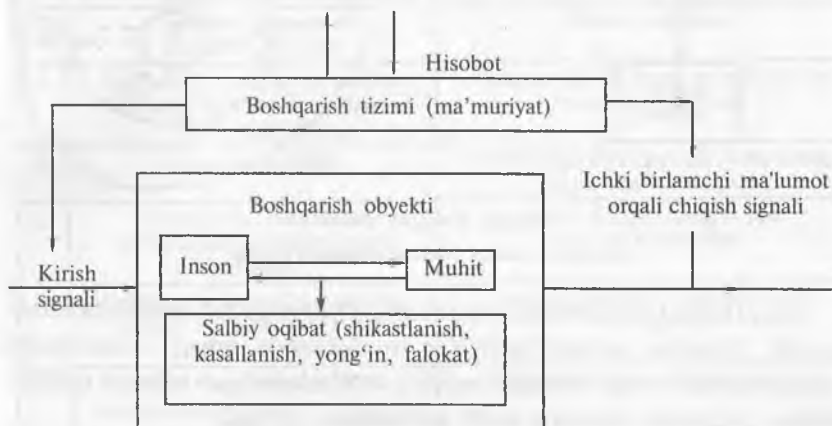 Hisobot
Boshqarish tizimi (ma'muriyat)
Ichki birlamchi ma'lumot
orqali chiqish signali
Boshqarish obyekti
Inson
Muhit
Kirish
signali
Salbiy oqibat (shikastlanish,
kasallanish, yong‘in, falokat)